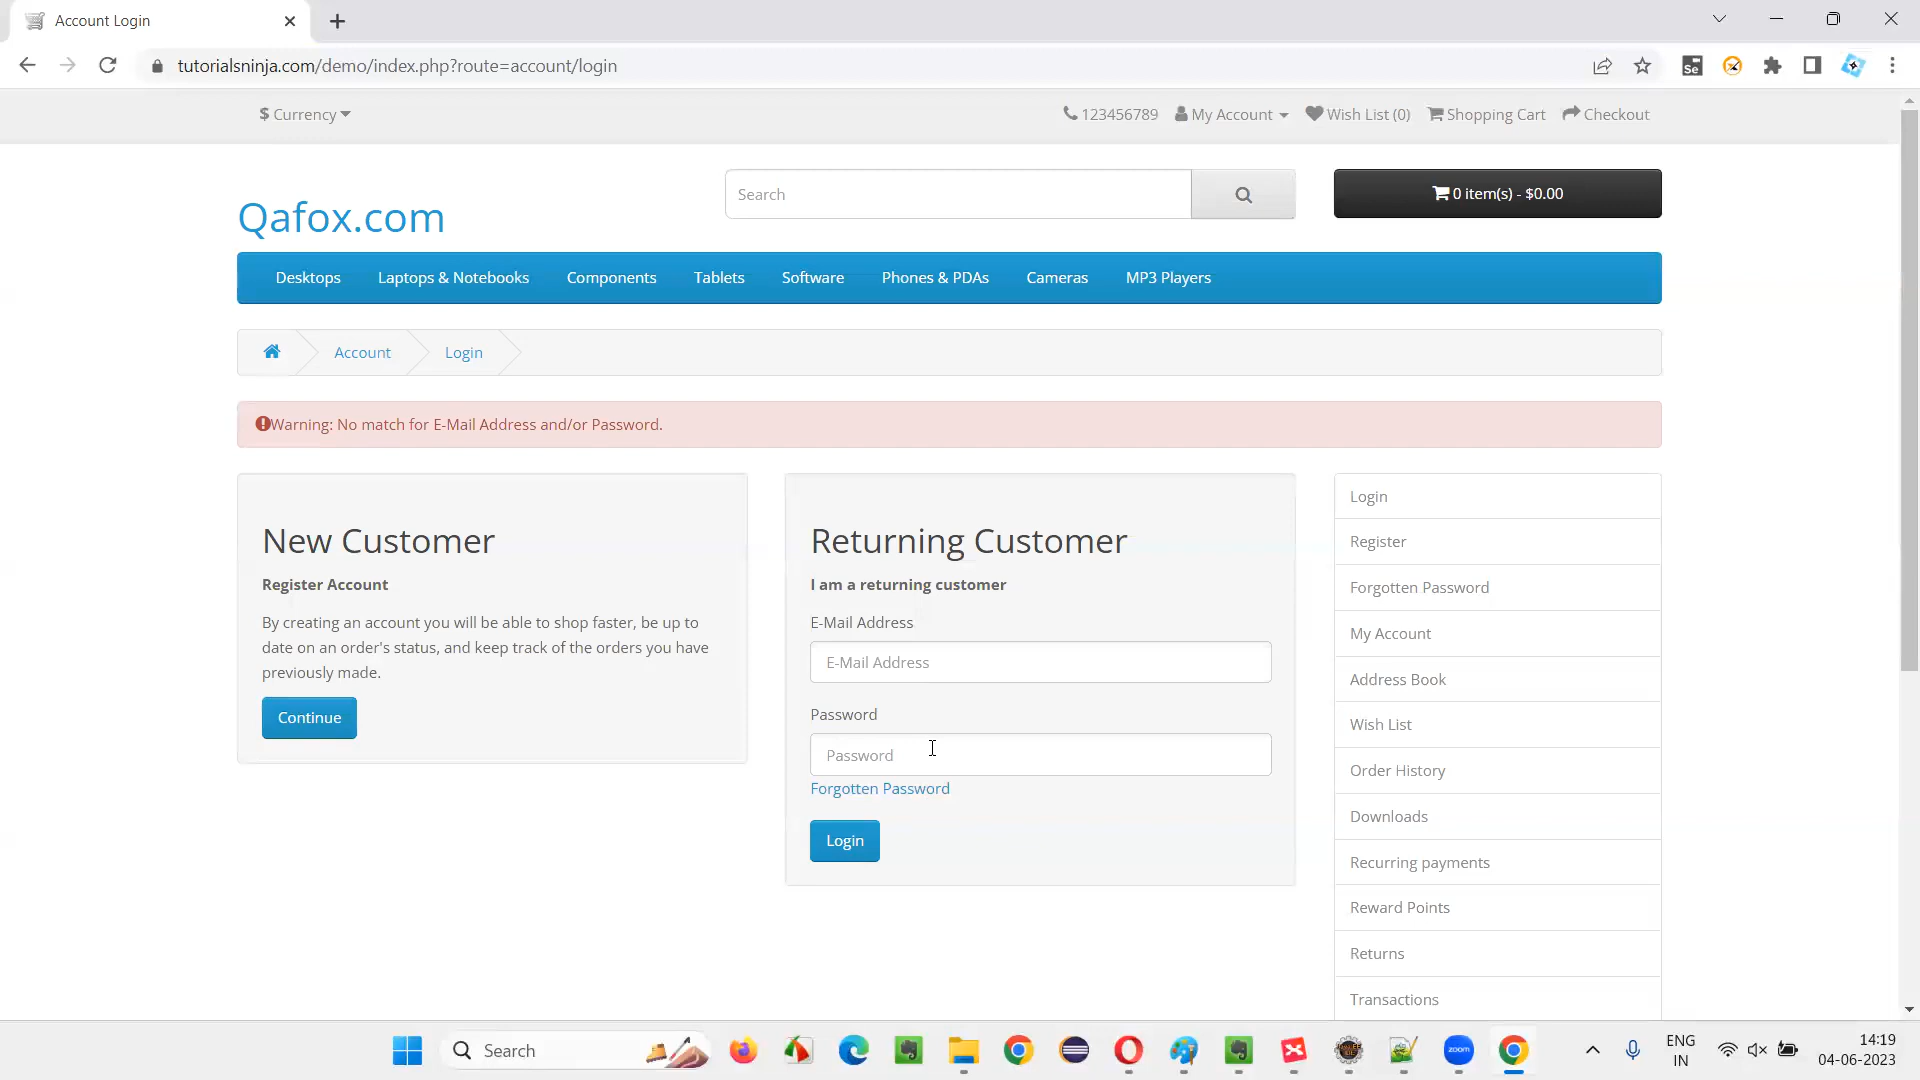 Account Login
tutorialsninja.com/demo/index.php?route=account/login
$ Currency
123456789 My Account Wish List (0) Shopping Cart Checkout
Qafox.com
Search
0 item(s) - $0.00
Desktops Laptops & Notebooks Components Tablets Software Phones & PDAs Cameras MP3 Players
Account Login
Warning: No match for E-Mail Address and/or Password.
New Customer
Register Account
By creating an account you will be able to shop faster, be up to
date on an order's status, and keep track of the orders you have
previously made.
Continue
Returning Customer
I am a returning customer
E-Mail Address
E-Mail Address
Password
Password
Forgotten Password
Login
Login
Register
Forgotten Password
My Account
Address Book
Wish List
Order History
Downloads
Recurring payments
Reward Points
Returns
Transactions
Search
zoom
ENG
IN
14:19
04-06-2023